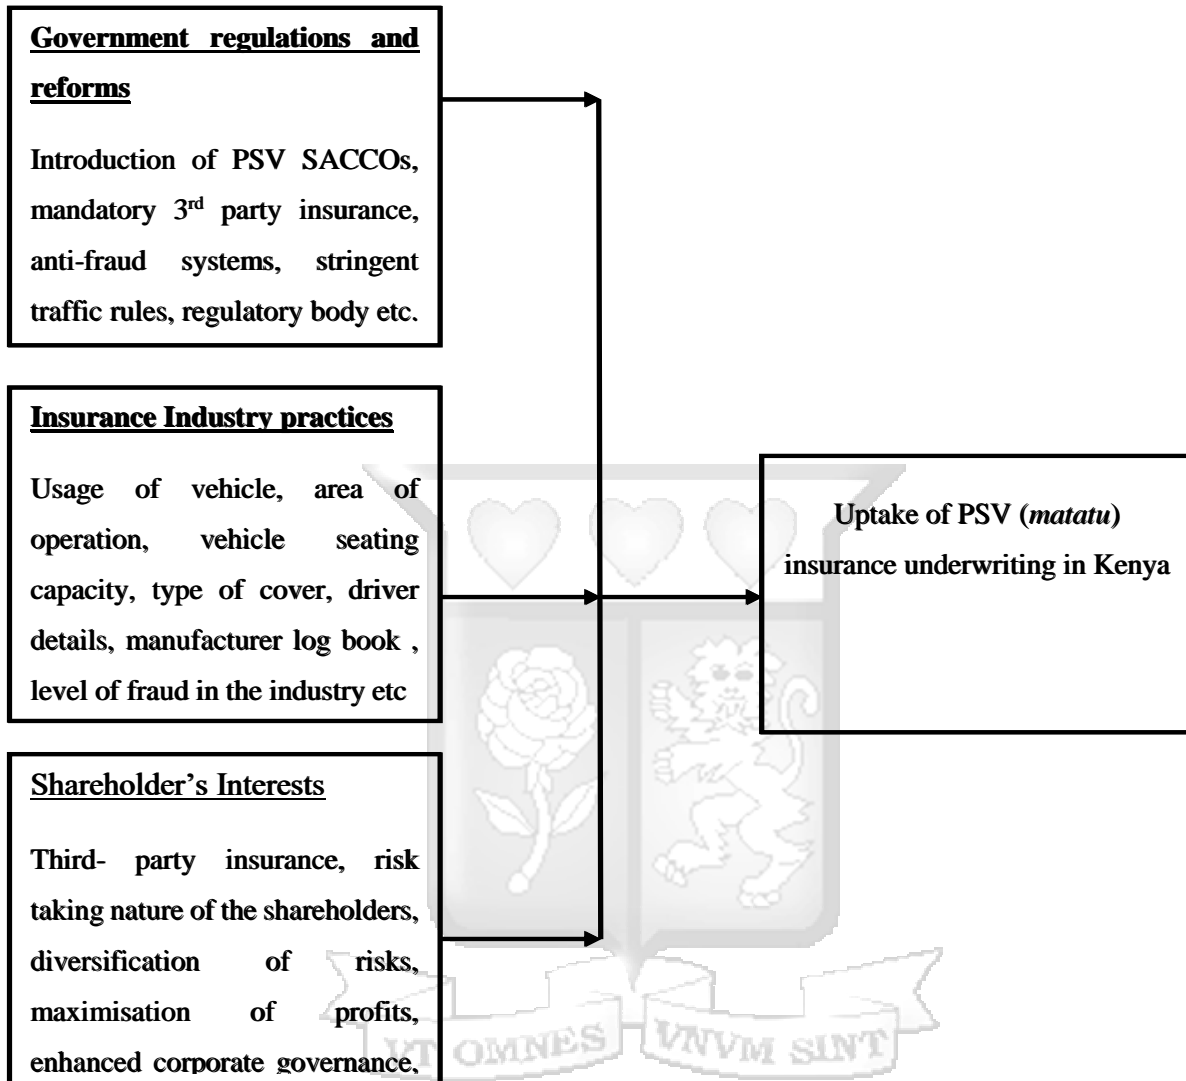 Government regulations and
reforms
Introduction of PSV SACCOs,
mandatory 3rd party insurance,
anti-fraud systems, stringent
traffic rules, regulatory body etc.
Insurance Industry practices
Usage of vehicle, area of
operation, vehicle seating
capacity, type of cover, driver
details, manufacturer log book ,
level of fraud in the industry etc
Shareholder’s Interests
Third- party insurance, risk
taking nature of the shareholders,
diversification of risks,
maximisation of profits,
enhanced corporate governance,
Uptake of PSV (matatu)
insurance underwriting in Kenya
VT OMNES VNVM SINT